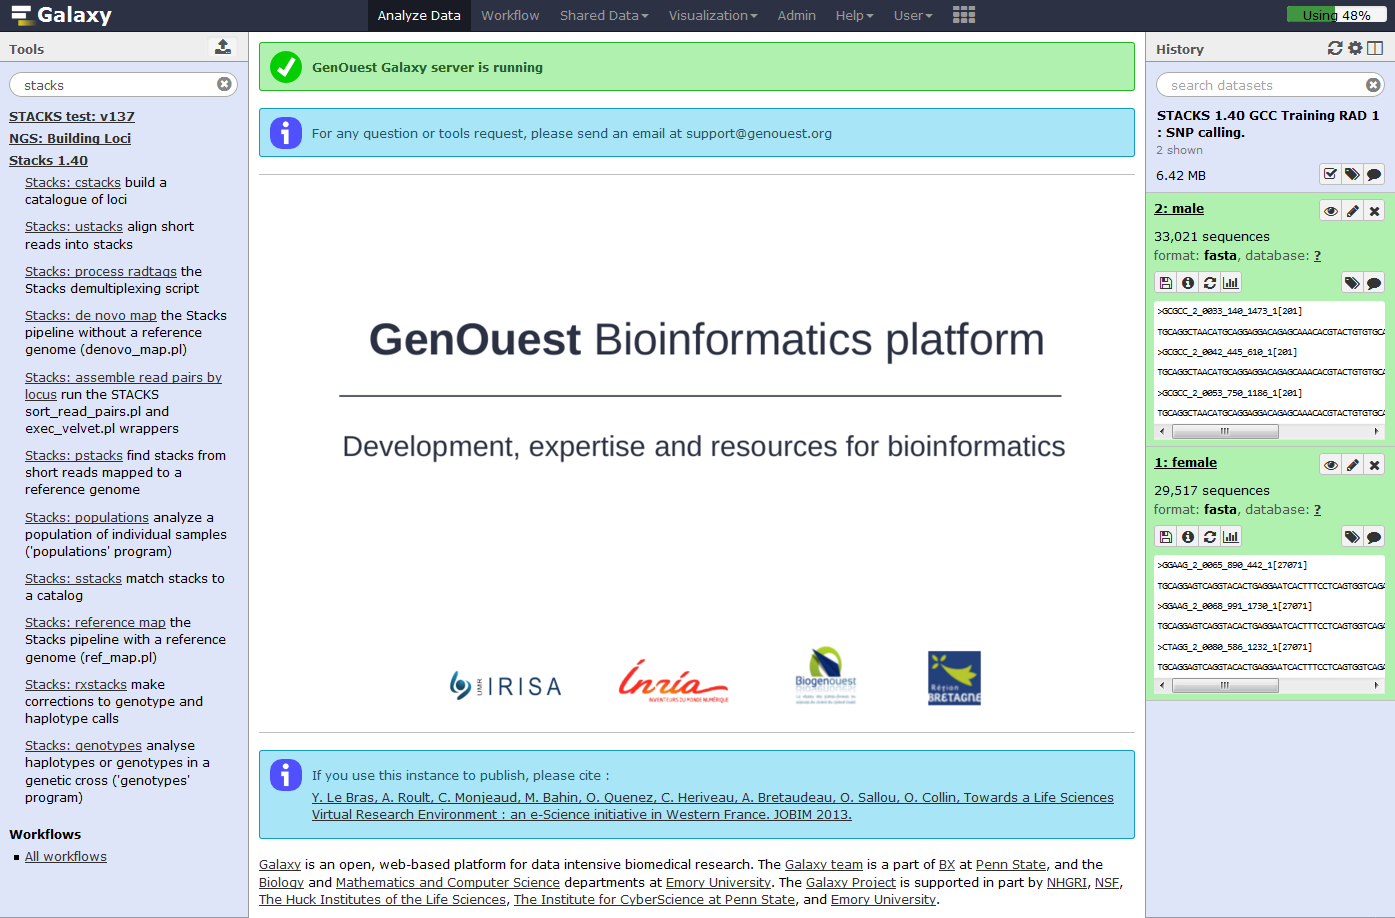 Galaxy
Analyze Data
Workflow
Shared Data
Visualization
Admin
Help
User
Using 48%
Tools
stacks
STACKS test: v137
NGS: Building Loci
Stacks 1.40
Stacks: cstacks build a
catalogue of loci
Stacks: ustacks align short
reads into stacks
Stacks: process radtags the
Stacks demultiplexing script
Stacks: de novo map the Stacks
pipeline without a reference
genome (denovo_map.pl)
Stacks: assemble read pairs by
locus run the STACKS
sort_read_pairs.pl and
exec_velvet.pl wrappers
Stacks: pstacks find stacks from
short reads mapped to a
reference genome
Stacks: populations analyze a
population of individual samples
('populations' program)
Stacks: sstacks match stacks to
a catalog
Stacks: reference map the
Stacks pipeline with a reference
genome (ref_map.pl)
Stacks: rxstacks make
corrections to genotype and
haplotype calls
Stacks: genotypes analyse
haplotypes or genotypes in a
genetic cross ('genotypes'
program)
Workflows
All workflows
GenOuest Galaxy server is running
For any question or tools request, please send an email at support@genouest.org
GenOuest Bioinformatics platform
Development, expertise and resources for bioinformatics
UMR IRISA
Inria
INVENTEURS DU MONDE NUMÉRIQUE
Biogenouest
Région
BRETAGNE
If you use this instance to publish, please cite :
Y. Le Bras, A. Roult, C. Monjeaud, M. Bahin, O. Quenez, C. Heriveau, A. Bretaudeau, O. Sallou, O. Collin, Towards a Life Sciences
Virtual Research Environment : an e-Science initiative in Western France. JOBIM 2013.
Galaxy is an open, web-based platform for data intensive biomedical research. The Galaxy team is a part of BX at Penn State, and the
Biology and Mathematics and Computer Science departments at Emory University. The Galaxy Project is supported in part by NHGRI, NSF,
The Huck Institutes of the Life Sciences, The Institute for CyberScience at Penn State, and Emory University.
History
search datasets
STACKS 1.40 GCC Training RAD 1
: SNP calling.
2 shown
6.42 MB
2: male
33,021 sequences
format: fasta, database: ?
>GCGCC_2_0033_140_1473_1[201]
TGCAGGCTAACATGCAGGAGGACAGAGCAAACACGTACTGTGTGCA
>GCGCC_2_0042_445_610_1[201]
TGCAGGCTAACATGCAGGAGGACAGAGCAAACACGTACTGTGTGCA
>GCGCC_2_0053_750_1186_1[201]
TGCAGGCTAACATGCAGGAGGACAGAGCAAACACGTACTGTGTGCA
1: female
29,517 sequences
format: fasta, database: ?
>GGAAG_2_0065_890_442_1[27071]
TGCAGGAGTCAGGTACACTGAGGAATCACTTTCCTCAGTGGTCAGA
>GGAAG_2_0068_991_1730_1[27071]
TGCAGGAGTCAGGTACACTGAGGAATCACTTTCCTCAGTGGTCAGA
>CTAGG_2_0080_586_1232_1[27071]
TGCAGGAGTCAGGTACACTGAGGAATCACTTTCCTCAGTGGTCAGA